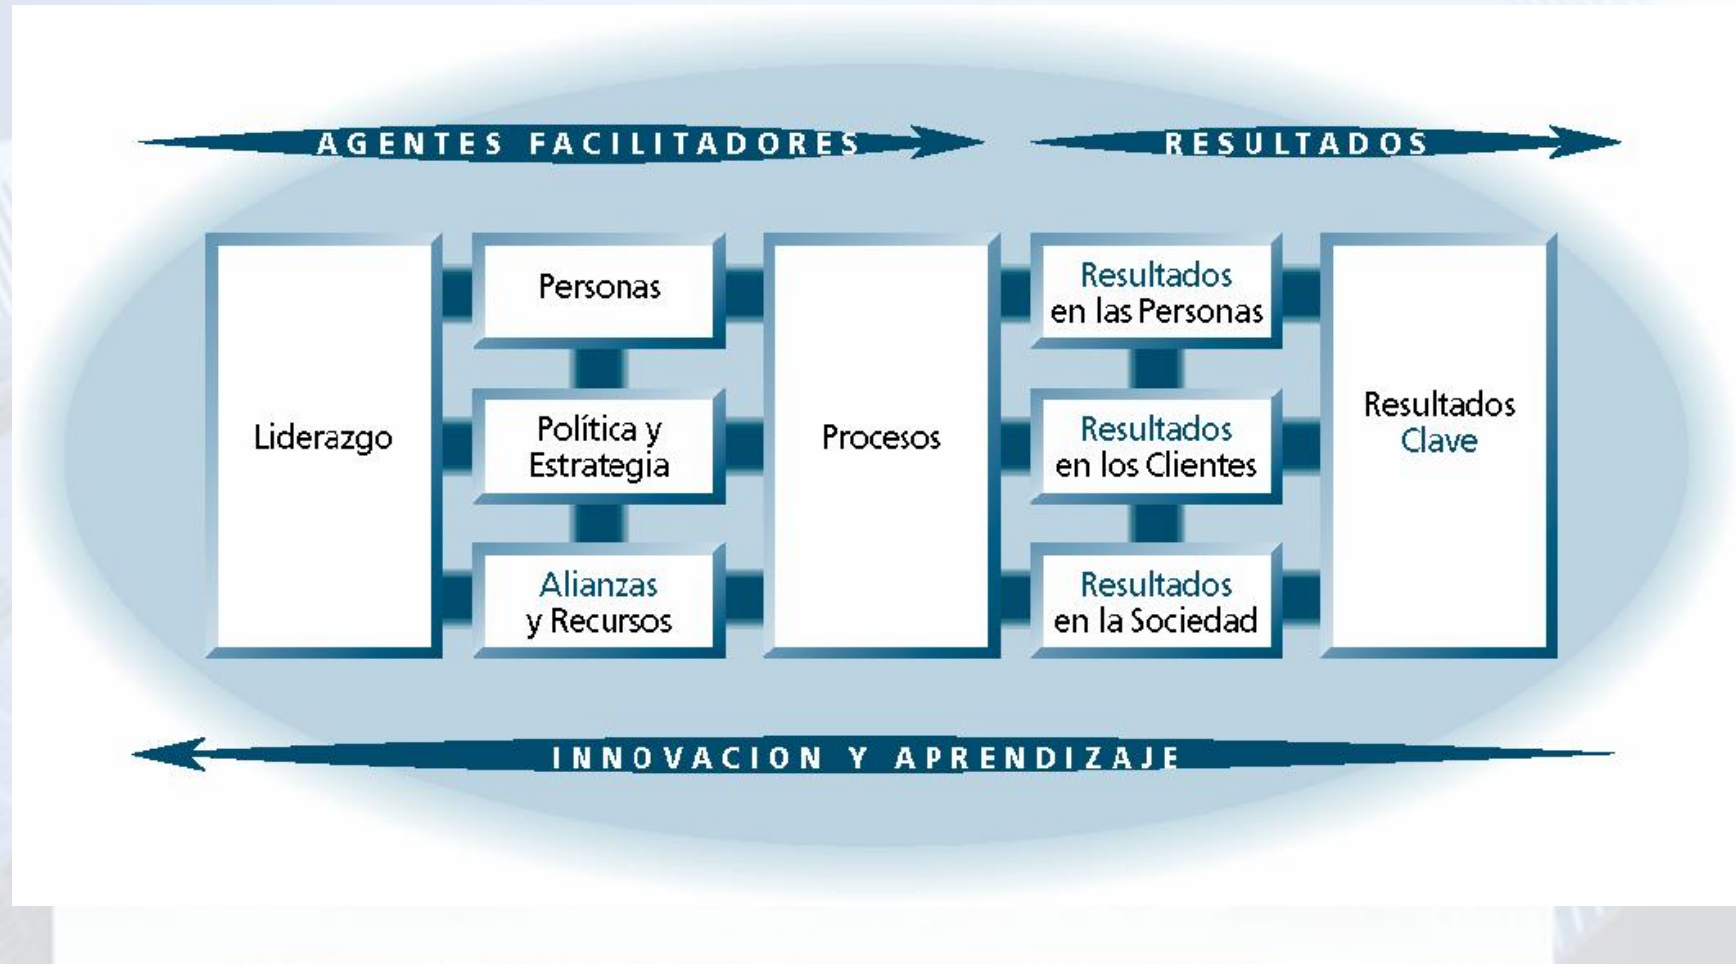 AGENTES FACILITADORES
RESULTADOS
Liderazgo
Personas
Política y
Estrategia
Alianzas
y Recursos
Procesos
Resultados
en las Personas
Resultados
en los Clientes
Resultados
en la Sociedad
Resultados
Clave
INNOVACION Y APRENDIZAJE